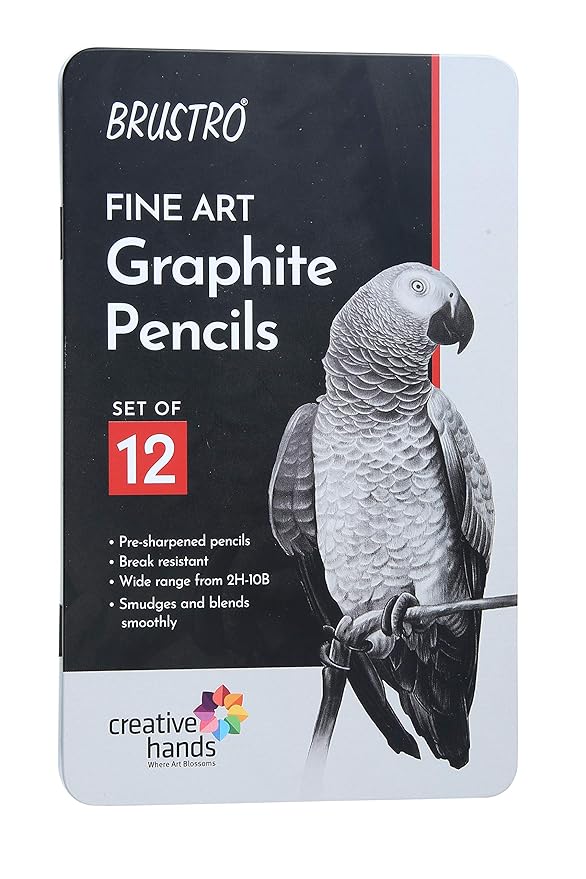 BRUSTRO®
FINE ART
Graphite
Pencils
SET OF
12
• Pre-sharpened pencils
• Break resistant
• Wide range from 2H-10B
• Smudges and blends
smoothly
creative
hands
Where Art Blossoms